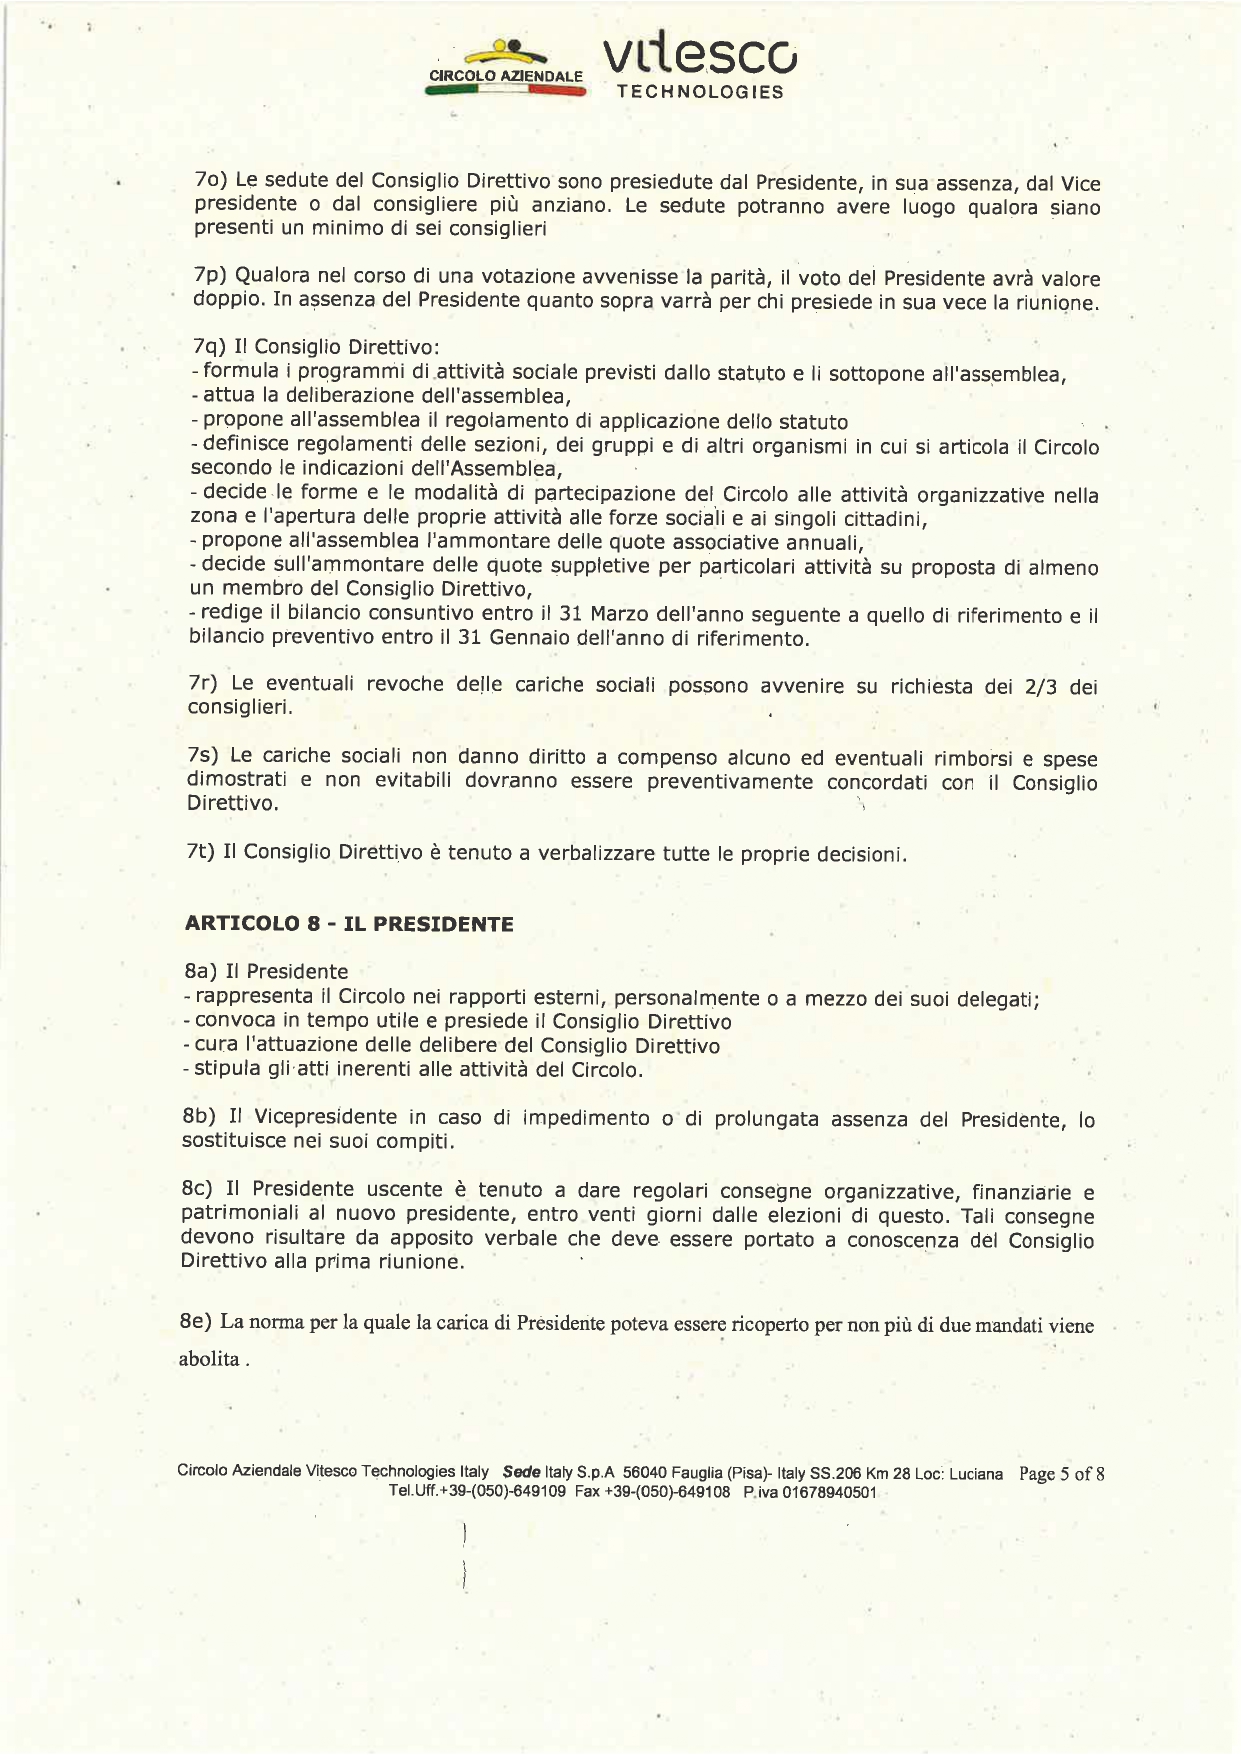 CIRCOLO AZIENDALE
vitesco
TECHNOLOGIES
7o) Le sedute del Consiglio Direttivo sono presiedute dal Presidente, in sua assenza, dal Vice
presidente o dal consigliere più anziano. Le sedute potranno avere luogo qualora siano
presenti un minimo di sei consiglieri
7p) Qualora nel corso di una votazione avvenisse la parità, il voto del Presidente avrà valore
doppio. In assenza del Presidente quanto sopra varrà per chi presiede in sua vece la riunione.
7q) Il Consiglio Direttivo:
- formula i programmi di attività sociale previsti dallo statuto e li sottopone all'assemblea,
- attua la deliberazione dell'assemblea,
- propone all'assemblea il regolamento di applicazione dello statuto
- definisce regolamenti delle sezioni, dei gruppi e di altri organismi in cui si articola il Circolo
secondo le indicazioni dell'Assemblea,
- decide le forme e le modalità di partecipazione del Circolo alle attività organizzative nella
zona e l'apertura delle proprie attività alle forze sociali e ai singoli cittadini,
- propone all'assemblea l'ammontare delle quote associative annuali,
- decide sull'ammontare delle quote suppletive per particolari attività su proposta di almeno
un membro del Consiglio Direttivo,
- redige il bilancio consuntivo entro il 31 Marzo dell'anno seguente a quello di riferimento e il
bilancio preventivo entro il 31 Gennaio dell'anno di riferimento.
7r) Le eventuali revoche delle cariche sociali possono avvenire su richiesta dei 2/3 dei
consiglieri.
7s) Le cariche sociali non danno diritto a compenso alcuno ed eventuali rimborsi e spese
dimostrati e non evitabili dovranno essere preventivamente concordati con il Consiglio
Direttivo.
7t) Il Consiglio Direttivo è tenuto a verbalizzare tutte le proprie decisioni.
ARTICOLO 8 - IL PRESIDENTE
8a) Il Presidente
- rappresenta il Circolo nei rapporti esterni, personalmente o a mezzo dei suoi delegati;
- convoca in tempo utile e presiede il Consiglio Direttivo
- cura l'attuazione delle delibere del Consiglio Direttivo
- stipula gli atti inerenti alle attività del Circolo.
8b) Il Vicepresidente in caso di impedimento o di prolungata assenza del Presidente, lo
sostituisce nei suoi compiti.
8c) Il Presidente uscente è tenuto a dare regolari consegne organizzative, finanziarie e
patrimoniali al nuovo presidente, entro venti giorni dalle elezioni di questo. Tali consegne
devono risultare da apposito verbale che deve essere portato a conoscenza del Consiglio
Direttivo alla prima riunione.
8e) La norma per la quale la carica di Presidente poteva essere ricoperto per non più di due mandati viene
abolita .
Circolo Aziendale Vitesco Technologies Italy Sede Italy S.p.A 56040 Fauglia (Pisa)- Italy SS.206 Km 28 Loc: Luciana Page 5 of 8
Tel.Uff.+39-(050)-649109 Fax +39-(050)-649108 P.iva 01678940501